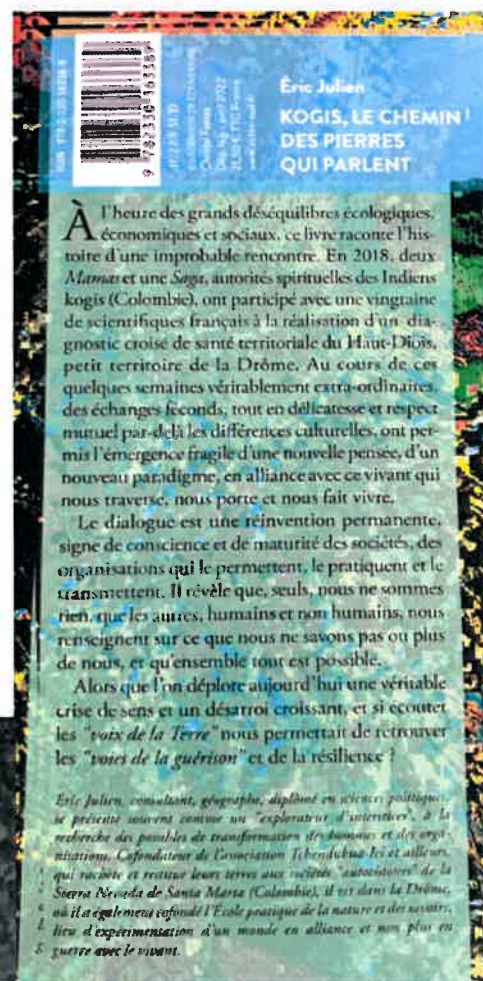 Éric Julien
KOGIS, LE CHEMIN
DES PIERRES
QUI PARLENT
À l'heure des grands déséquilibres écologiques,
économiques et sociaux, ce livre raconte l'his-
toire d'une improbable rencontre. En 2018, deux
Mamas et une Saga, autorités spirituelles des Indiens
kogis (Colombie), ont participé avec une vingtaine
de scientifiques français à la réalisation d'un dia-
gnostic croisé de santé territoriale du Haut-Diois,
petit territoire de la Drôme. Au cours de ces
quelques semaines véritablement extra-ordinaires,
des échanges féconds, tout en délicatesse et respect
mutuel par-delà les différences culturelles, ont per-
mis l'émergence fragile d'une nouvelle pensée, d'un
nouveau paradigme, en alliance avec ce vivant qui
nous traverse, nous porte et nous fait vivre.
Le dialogue est une réinvention permanente,
signe de conscience et de maturité des sociétés, des
organisations qui le permettent, le pratiquent et le
transmettent. Il révèle que, seuls, nous ne sommes
rien, que les autres, humains et non humains, nous
renseignent sur ce que nous ne savons pas ou plus
de nous, et qu'ensemble tout est possible.
Alors que l'on déplore aujourd'hui une véritable
crise de sens et un désarroi croissant, et si écouter
les "voix de la Terre" nous permettait de retrouver
les "voies de la guérison" et de la résilience ?
Éric Julien, consultant, géographe, diplômé en sciences politiques,
se présente souvent comme un "explorateur d'interstices", à la
recherche des possibles de transformation des hommes et des orga-
nisations. Cofondateur de l'association Tchendukua Ici et ailleurs,
qui rachète et restitue leurs terres aux sociétés "autochtones" de la
Sierra Nevada de Santa Marta (Colombie), il vit dans la Drôme,
où il a également cofondé l'École pratique de la nature et des savoirs,
lieu d'expérimentation d'un monde en alliance et non plus en
guerre avec le vivant.